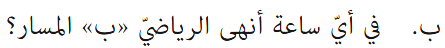 ب. في أيّ ساعة أنهى الرياضيّ «ب» المسار؟